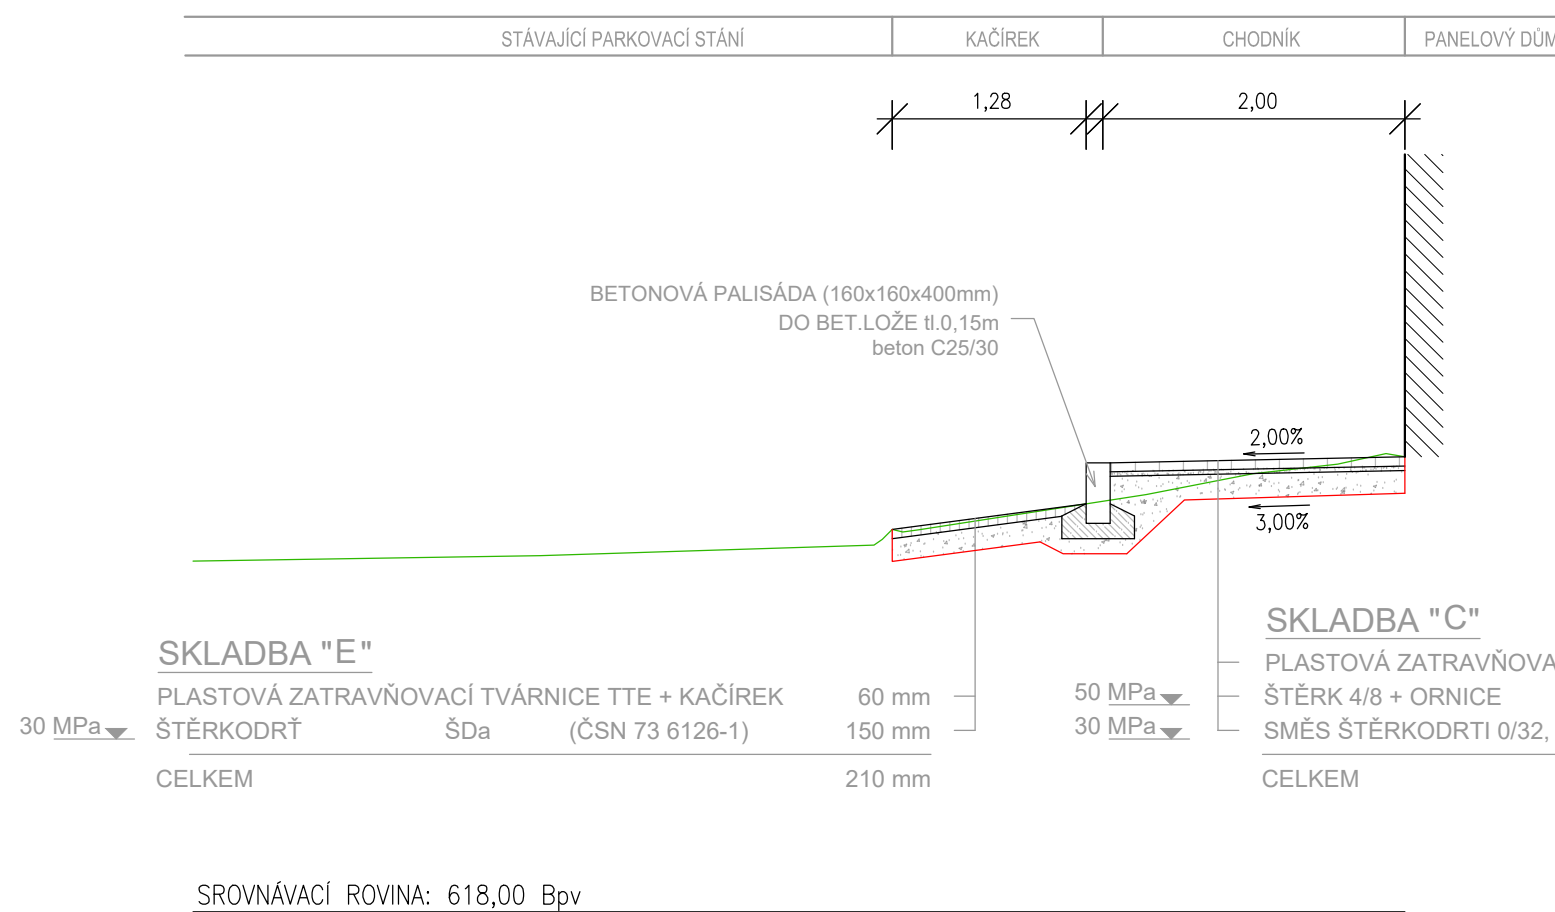 STÁVAJÍCÍ PARKOVACÍ STÁNÍ KAČÍREK CHODNÍK PANELOVÝ DŮM
1,28 2,00
BETONOVÁ PALISÁDA (160x160x400mm)
DO BET.LOŽE tl.0,15m
beton C25/30
2,00%
3,00%
SKLADBA "E"
PLASTOVÁ ZATRAVŇOVACÍ TVÁRNICE TTE + KAČÍREK 60 mm
30 MPa ŠTĚRKODRŤ ŠDa (ČSN 73 6126-1) 150 mm
CELKEM 210 mm
SKLADBA "C"
PLASTOVÁ ZATRAVŇOVA
50 MPa ŠTĚRK 4/8 + ORNICE
30 MPa SMĚS ŠTĚRKODRTI 0/32,
CELKEM
SROVNÁVACÍ ROVINA: 618,00 Bpv